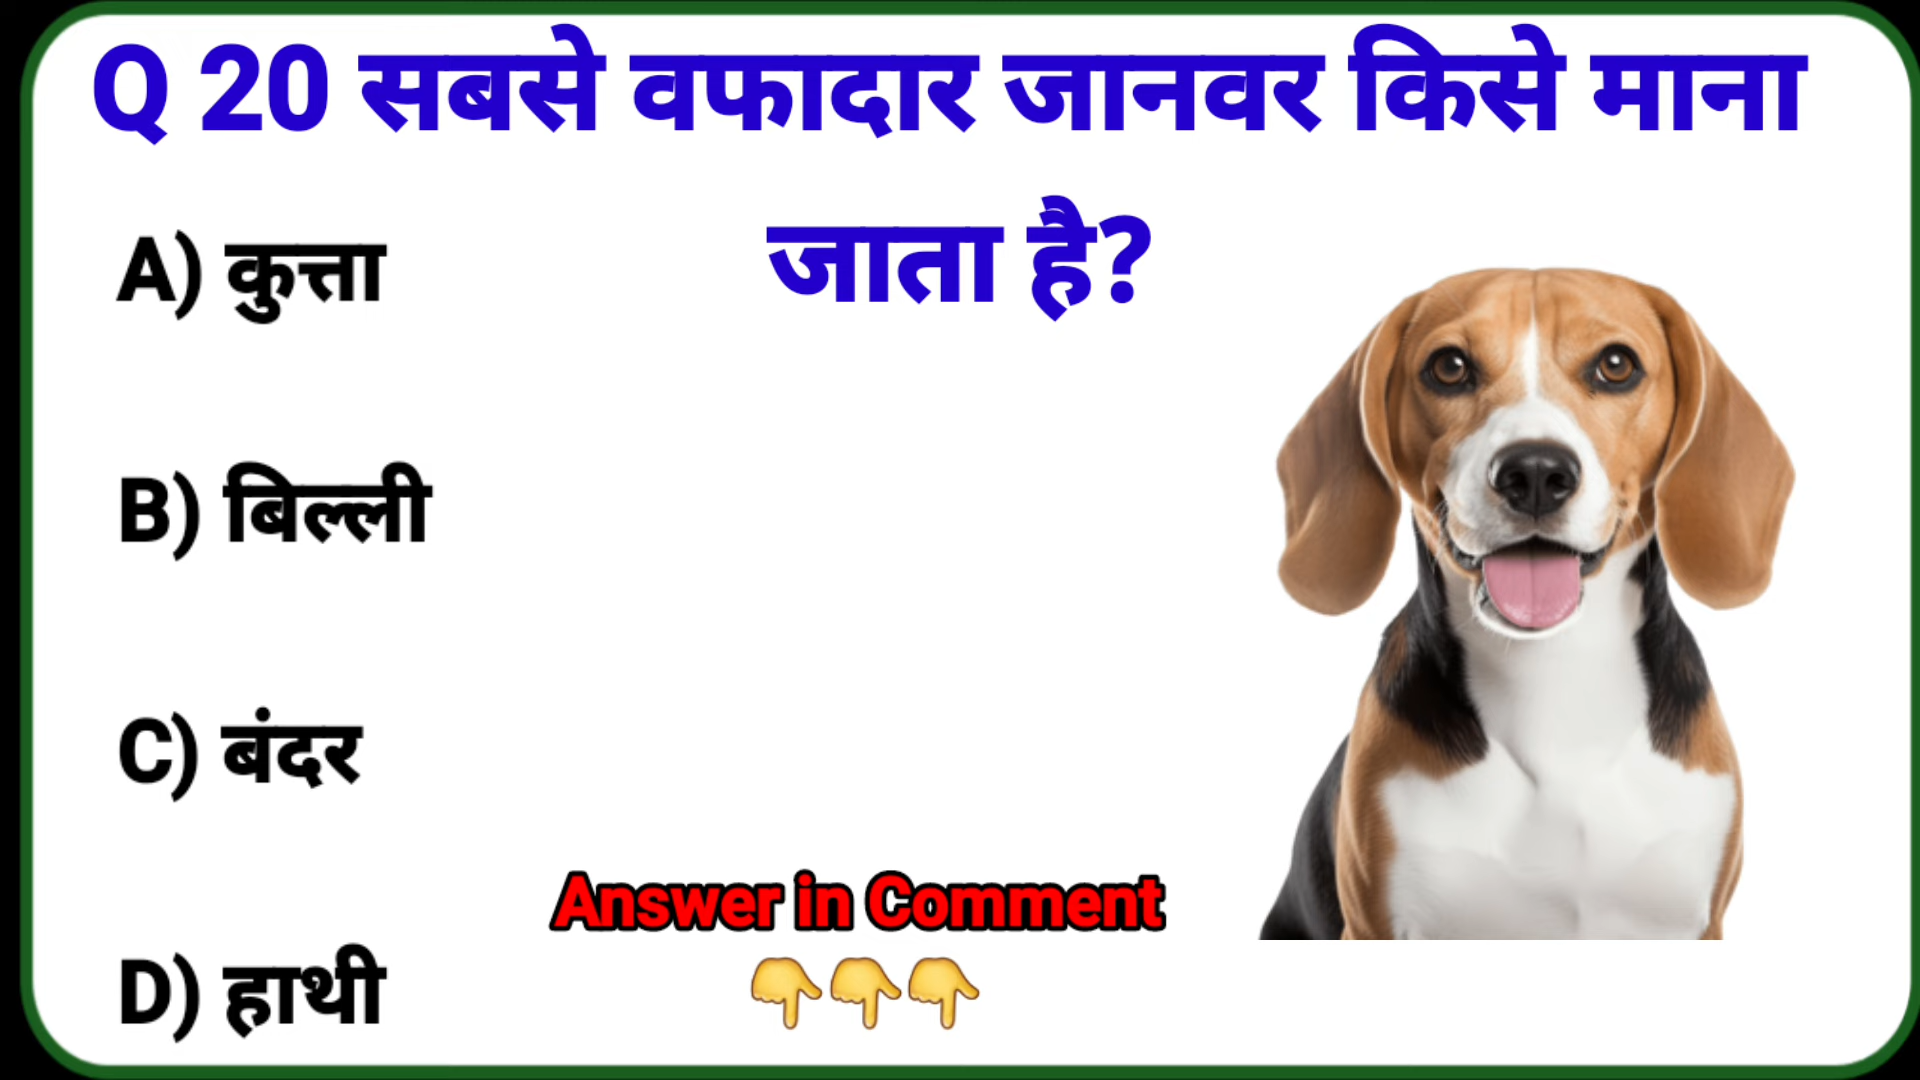 Q 20 सबसे वफादार जानवर किसे माना
जाता है?
A) कुत्ता
B) बिल्ली
C) बंदर
D) हाथी
Answer in Comment
👇👇👇